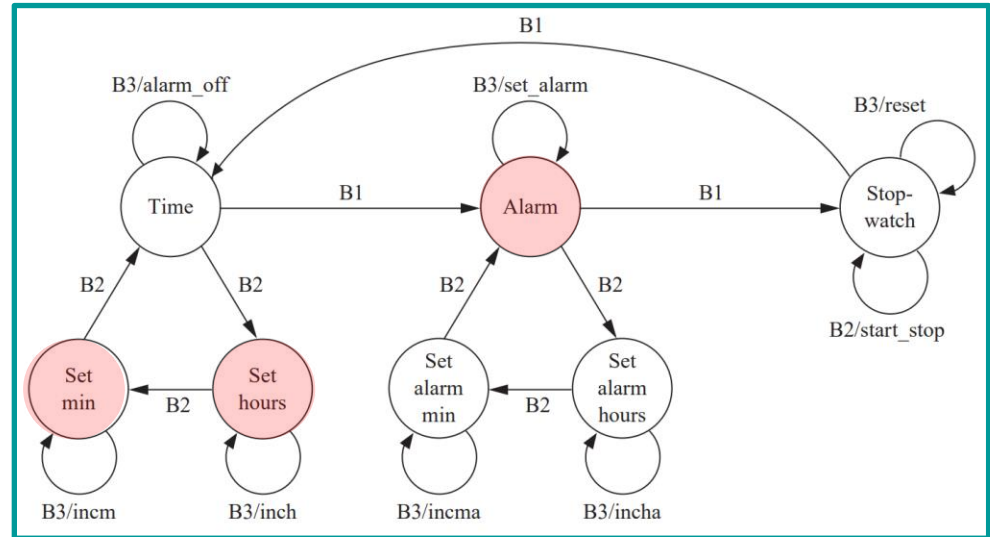 B1
B3/alarm_off
B3/set_alarm
B3/reset
Time
B1
Alarm
B1
Stop-
watch
B2
B2
B2
B2
B2/start_stop
Set
min
B2
Set
hours
Set
alarm
min
B2
Set
alarm
hours
B3/incm
B3/inch
B3/incma
B3/incha